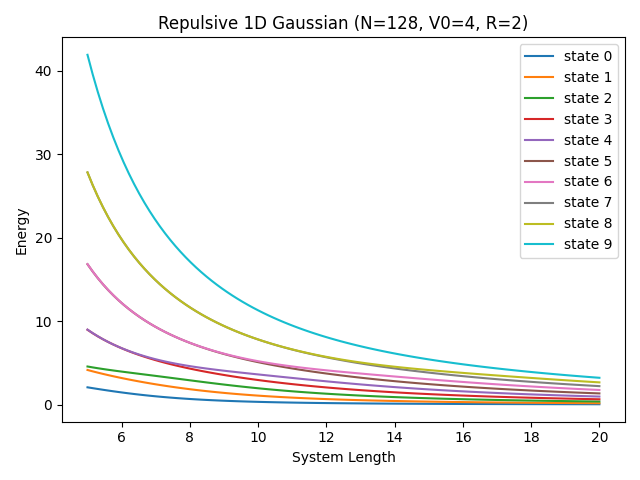 Repulsive 1D Gaussian (N=128, V0=4, R=2)
state 0
state 1
state 2
state 3
state 4
state 5
state 6
state 7
state 8
state 9
Energy
40
30
20
10
0
6 8 10 12 14 16 18 20
System Length